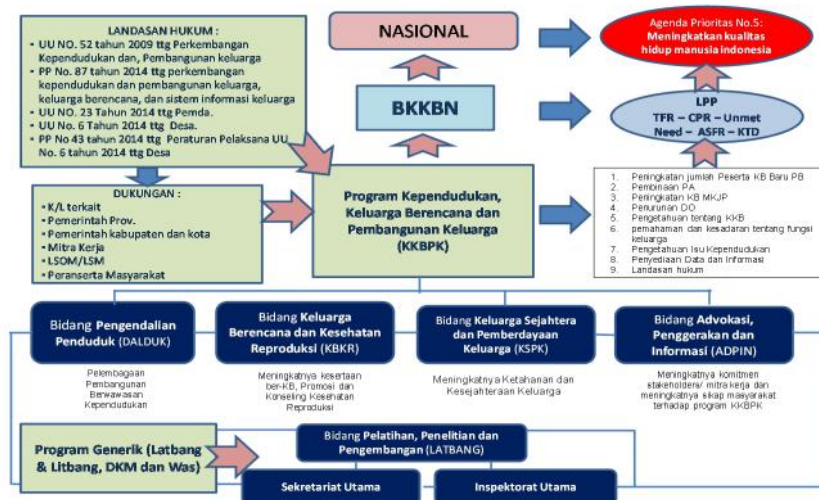 LANDASAN HUKUM :
• UU NO. 52 tahun 2009 ttg Perkembangan
Kependudukan dan, Pembangunan keluarga
• PP No. 87 tahun 2014 ttg perkembangan
kependudukan dan pembangunan keluarga,
keluarga berencana, dan sistem informasi keluarga
• UU NO. 23 Tahun 2014 ttg Pemda.
• UU No. 6 Tahun 2014 ttg Desa.
• PP No 43 tahun 2014 ttg Peraturan Pelaksana UU
No. 6 tahun 2014 ttg Desa
NASIONAL
Agenda Prioritas No.5:
Meningkatkan kualitas
hidup manusia indonesia
BKKBN
LPP
TFR – CPR – Unmet
Need – ASFR – KTD
DUKUNGAN :
• K/L terkait
• Pemerintah Prov.
• Pemerintah kabupaten dan kota
• Mitra Kerja
• LSOM/LSM
• Peranserta Masyarakat
Program Kependudukan,
Keluarga Berencana dan
Pembangunan Keluarga
(KKBPK)
1. Peningkatan jumlah Peserta KB Baru PB
2. Pembinaan PA
3. Peningkatan KB MKJP
4. Penurunan DO
5. Pengetahuan tentang KKB
6. pemahaman dan kesadaran tentang fungsi
keluarga
7. Pengetahuan Isu Kependudukan
8. Penyediaan Data dan Informasi
9. Landasan hukum
Bidang Pengendalian
Penduduk (DALDUK)
Bidang Keluarga
Berencana dan Kesehatan
Reproduksi (KBKR)
Bidang Keluarga Sejahtera
dan Pemberdayaan
Keluarga (KSPK)
Bidang Advokasi,
Penggerakan dan
Informasi (ADPIN)
Pelembagaan
Pembangunan
Berwawasan
Kependudukan
Meningkatnya kesertaan
ber-KB, Promosi dan
Konseling Kesehatan
Reproduksi
Meningkatnya Ketahanan dan
Kesejahteraan Keluarga
Meningkatnya komitmen
stakeholders/ mitra kerja dan
meningkatnya sikap masyarakat
terhadap program KKBPK
Program Generik (Latbang
& Litbang, DKM dan Was)
Bidang Pelatihan, Penelitian dan
Pengembangan (LATBANG)
Sekretariat Utama
Inspektorat Utama